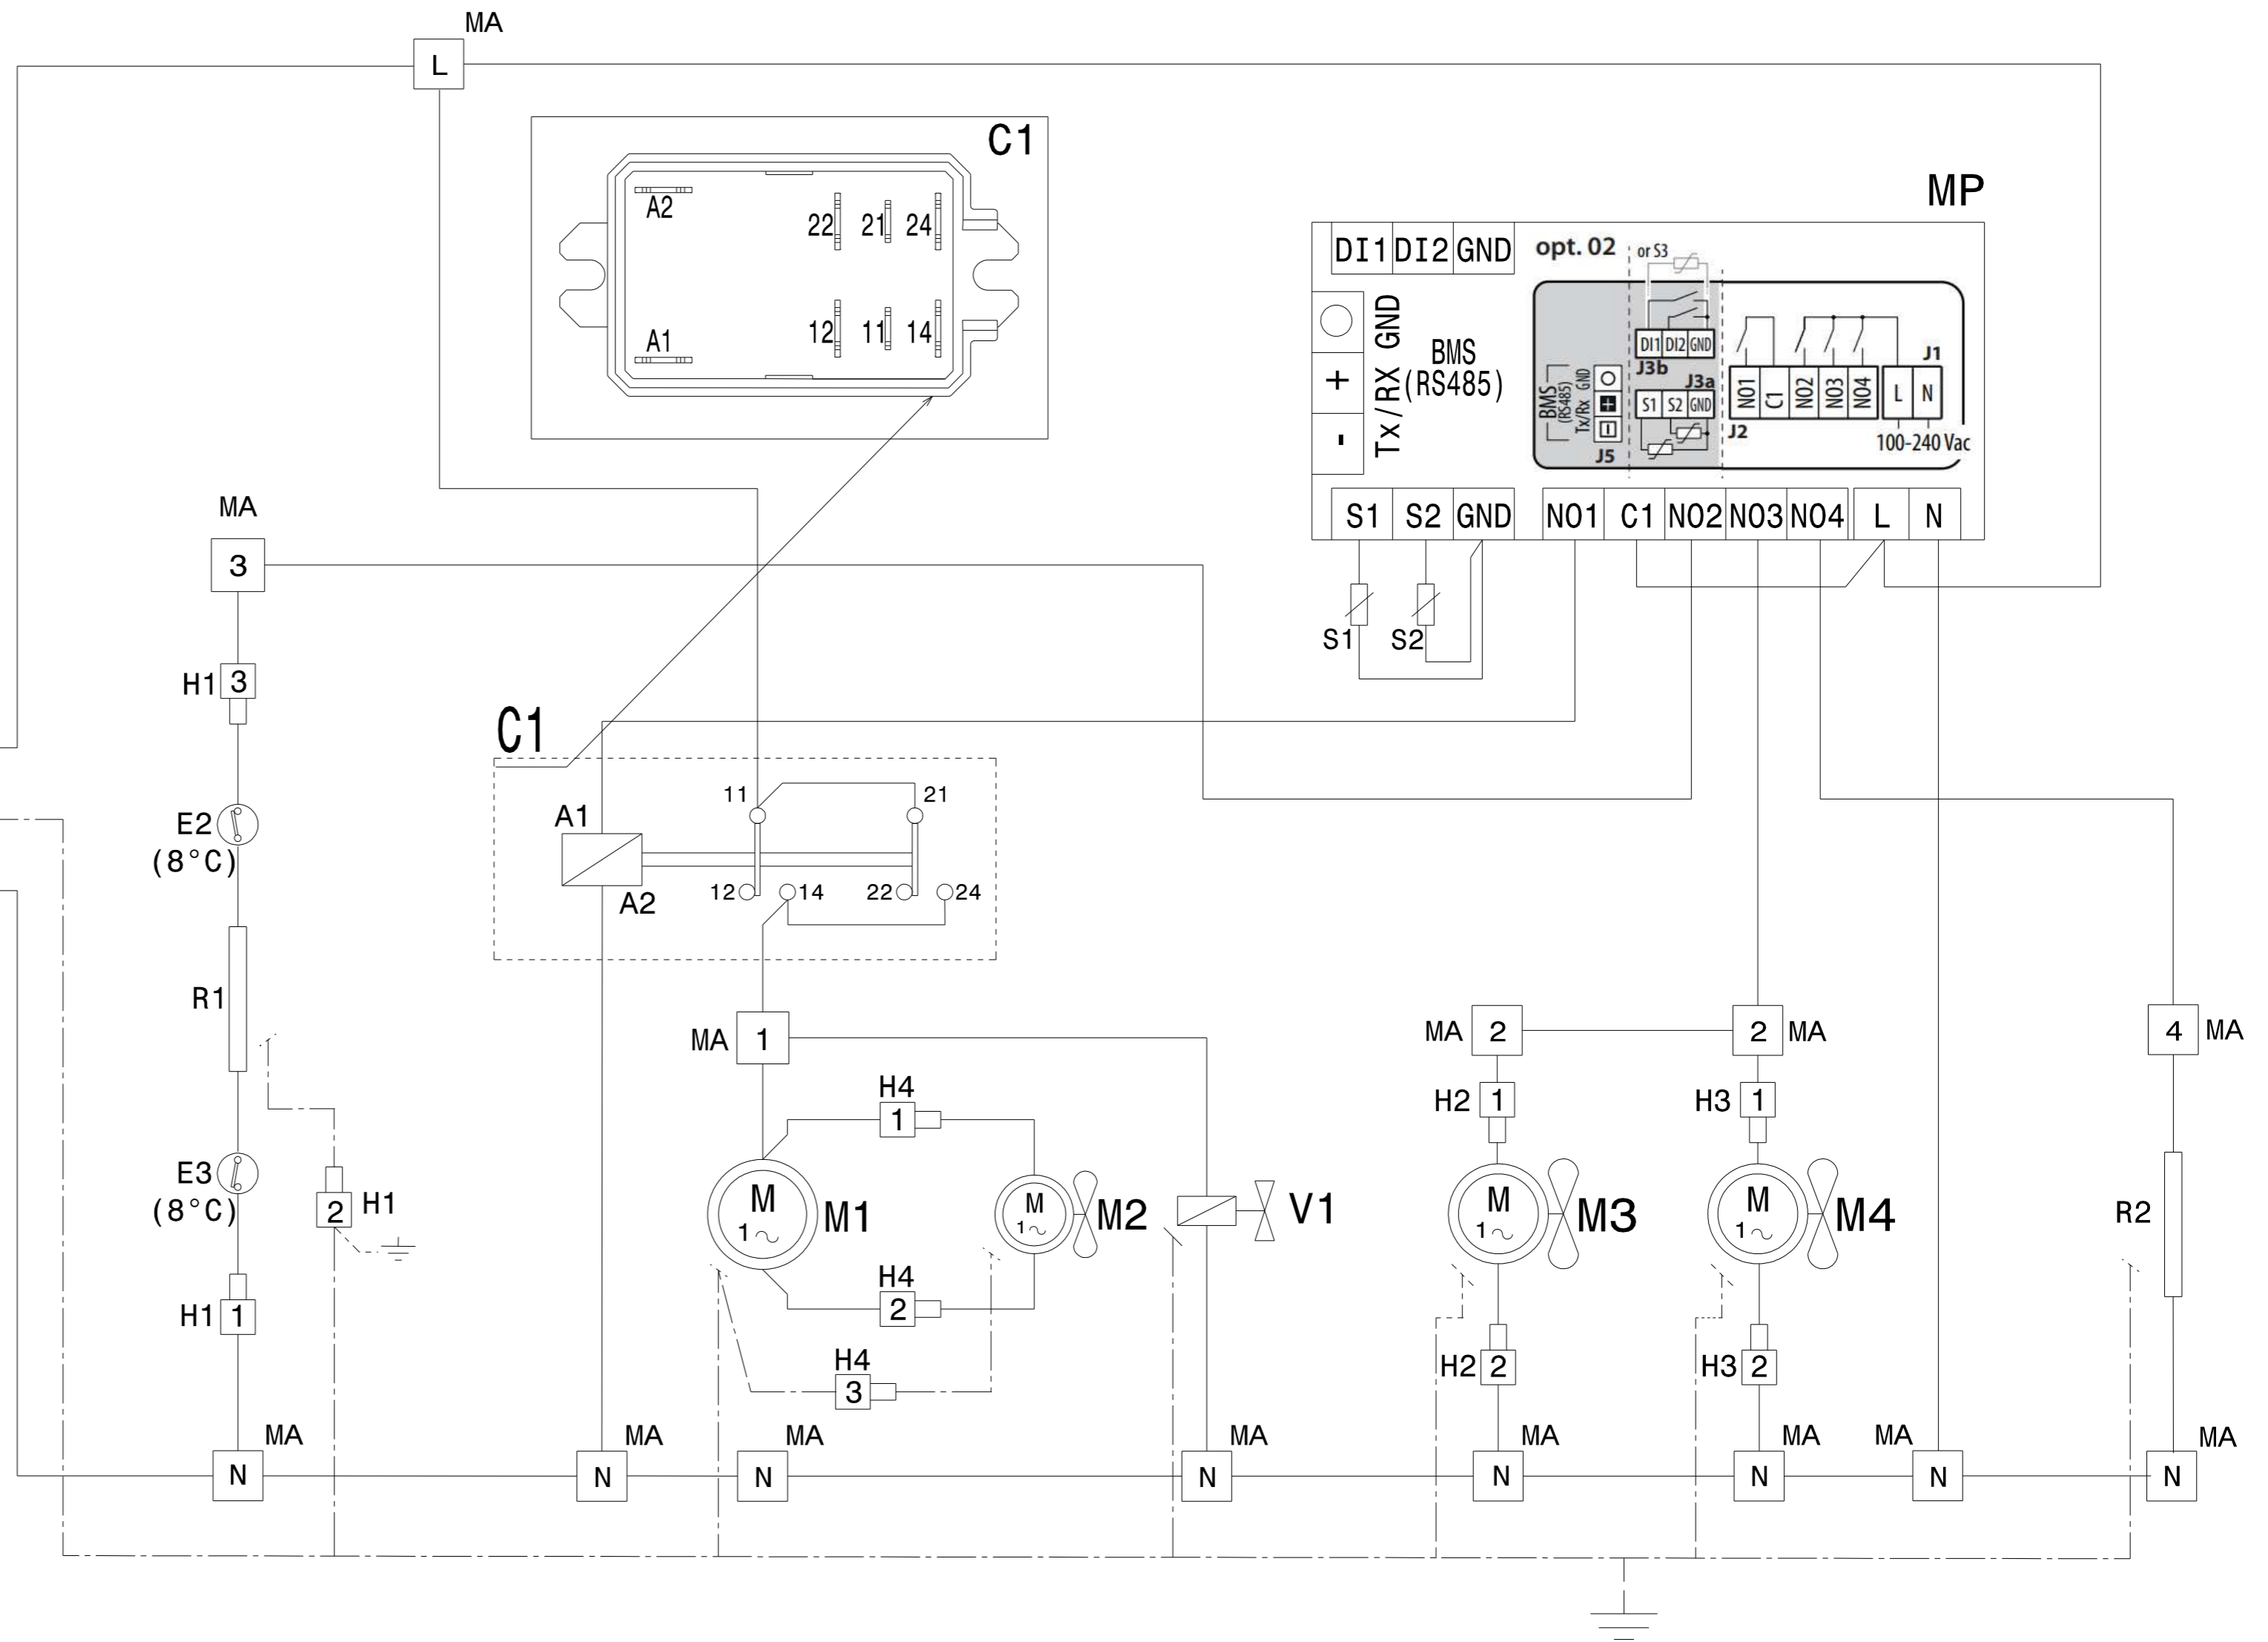 MA
L
C1
A2
22 21 24
A1
12 11 14
MP
DI1 DI2 GND
opt. 02
or S3
GND
+
-
Tx/RX
BMS
(RS485)
DI1 DI2 GND
J3b
J3a
S1 S2 GND
BMS
(RS485)
Tx/Rx GND
J5
NO1 C1 NO2 NO3 NO4
J2
J1
L N
100-240 Vac
S1 S2 GND NO1 C1 NO2 NO3 NO4 L N
S1
S2
MA
3
H1 3
E2
(8°C)
R1
E3
(8°C)
H1 1
2 H1
MA
N
C1
A1
A2
11
21
12 14 22 24
MA 1
H4
1
M
1
M1
M
1
M2
H4
2
H4
3
V1
MA 2
2 MA
H2 1
H3 1
M
1
M3
M
1
M4
H2 2
H3 2
4 MA
R2
MA
N
MA
N
MA
N
MA
N
MA
N
MA
N
MA
N